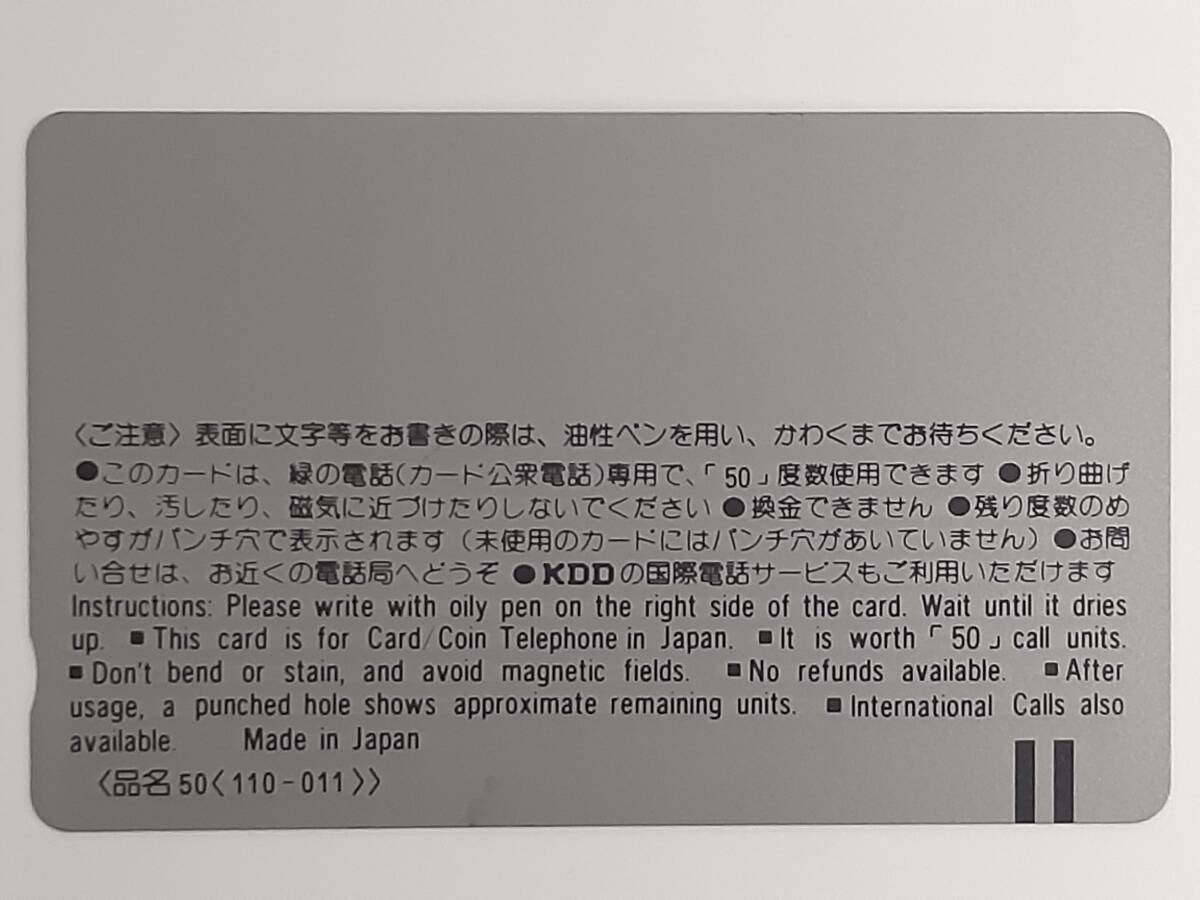 〈ご注意〉表面に文字等をお書きの際は、油性ペンを用い、かわくまでお待ちください。
●このカードは、緑の電話(カード公衆電話)専用で、「50」度数使用できます ●折り曲げ
たり、汚したり、磁気に近づけたりしないでください ●換金できません ●残り度数のめ
やすがパンチ穴で表示されます(未使用のカードにはパンチ穴があいていません) ●お問
い合せは、お近くの電話局へどうぞ ●KDDの国際電話サービスもご利用いただけます
Instructions: Please write with oily pen on the right side of the card. Wait until it dries
up. ■This card is for Card/Coin Telephone in Japan. ■It is worth「50」call units.
■Don't bend or stain, and avoid magnetic fields. ■No refunds available. ■After
usage, a punched hole shows approximate remaining units. ■International Calls also
available. Made in Japan
〈品名50〈110-011〉〉